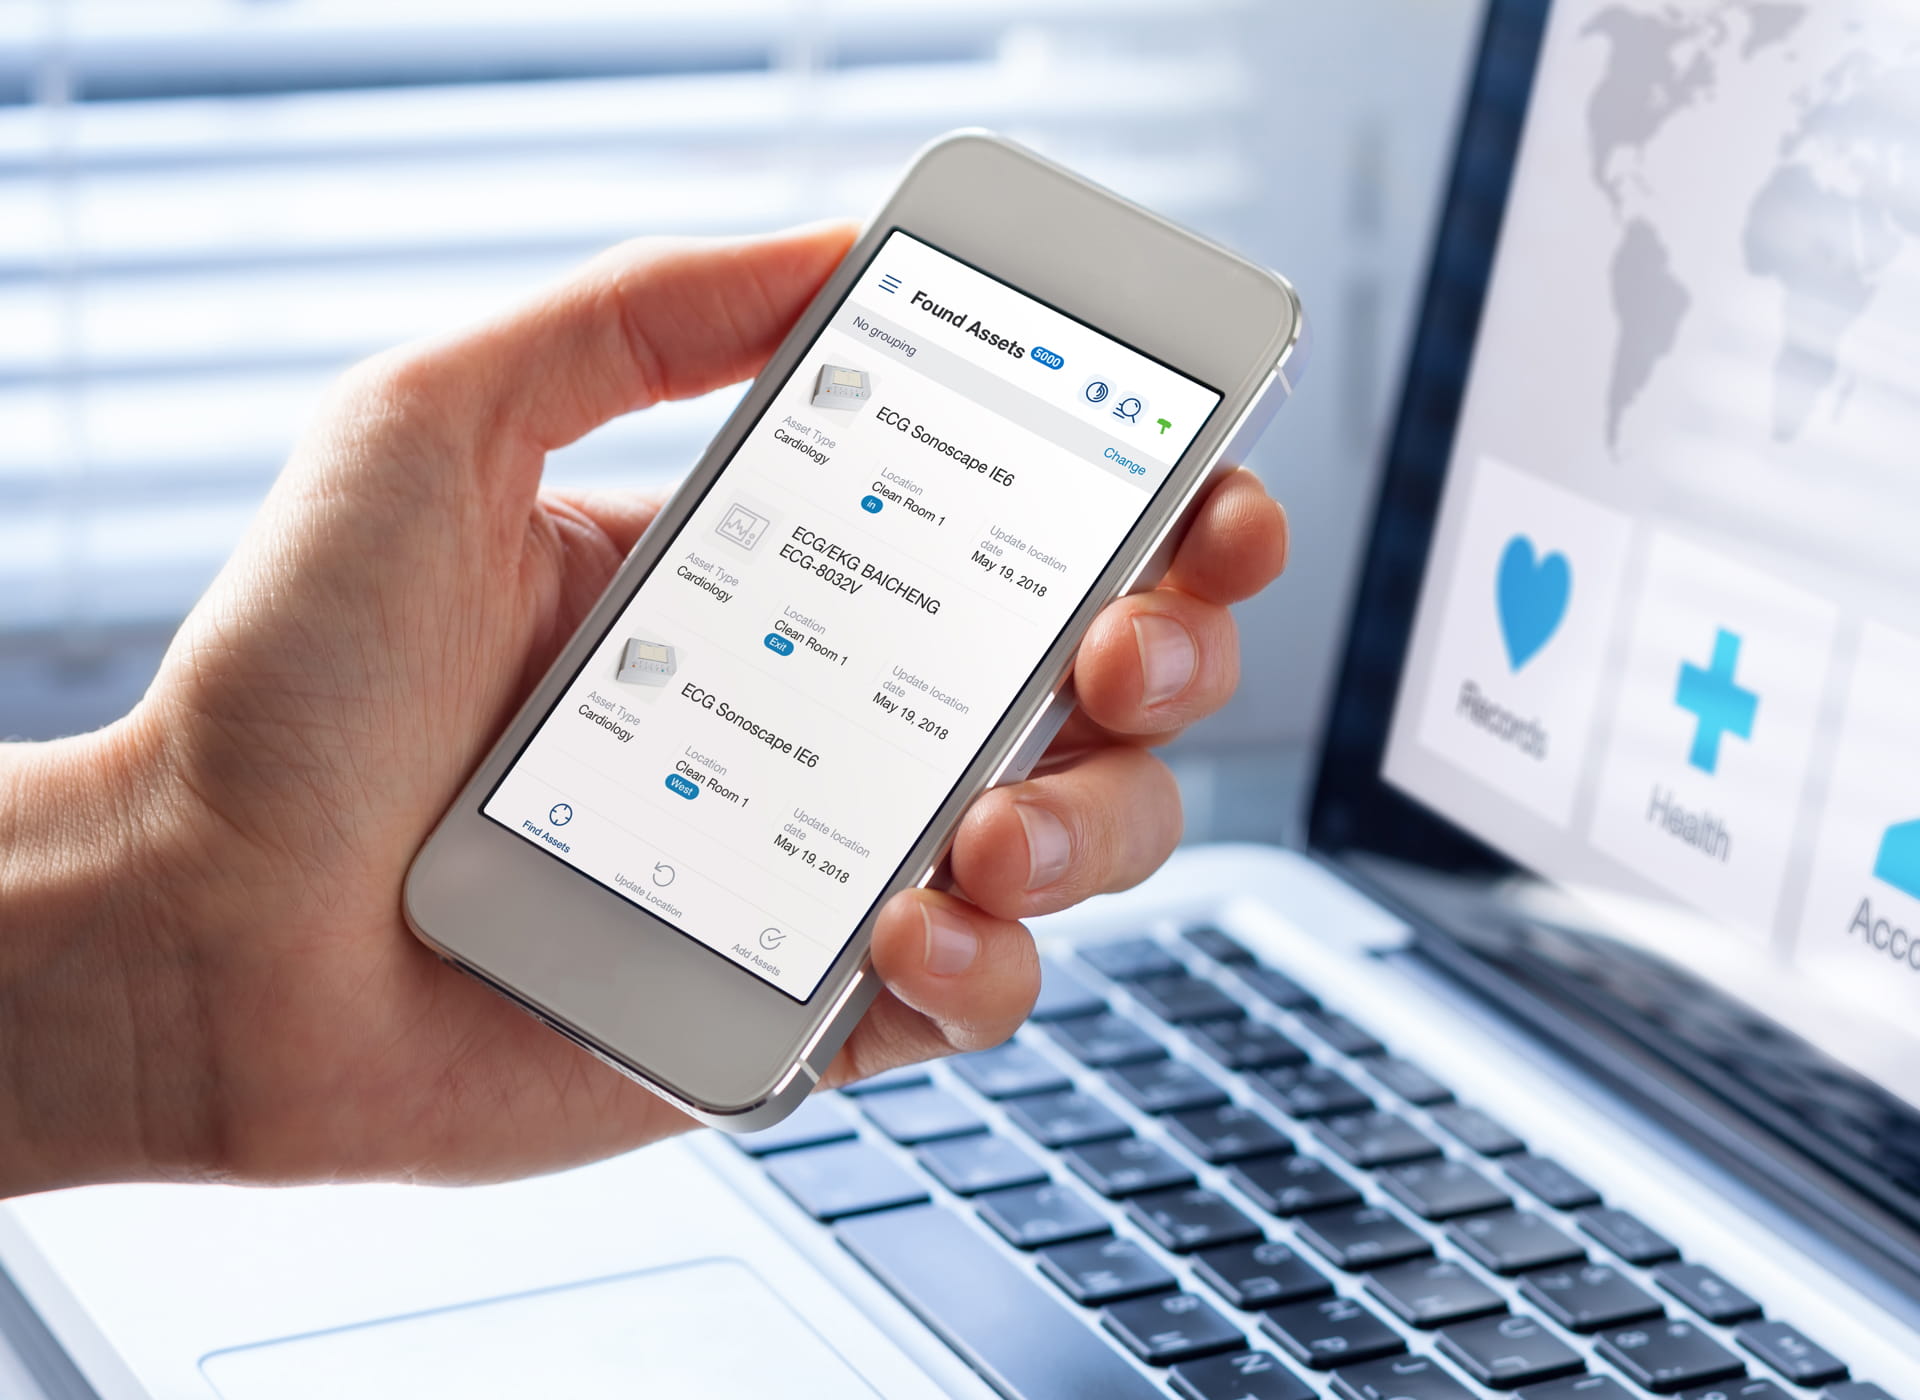 Found Assets 5000
No grouping
Change
ECG Sonoscape IE6
Asset Type
Cardiology
Location
Clean Room 1
in
Update location
date
May 19, 2018
ECG/EKG BAICHENG
ECG-8032V
Asset Type
Cardiology
Location
Clean Room 1
Exit
Update location
date
May 19, 2018
ECG Sonoscape IE6
Asset Type
Cardiology
Location
Clean Room 1
West
Update location
date
May 19, 2018
Find Assets
Update Location
Add Assets
Records
Health